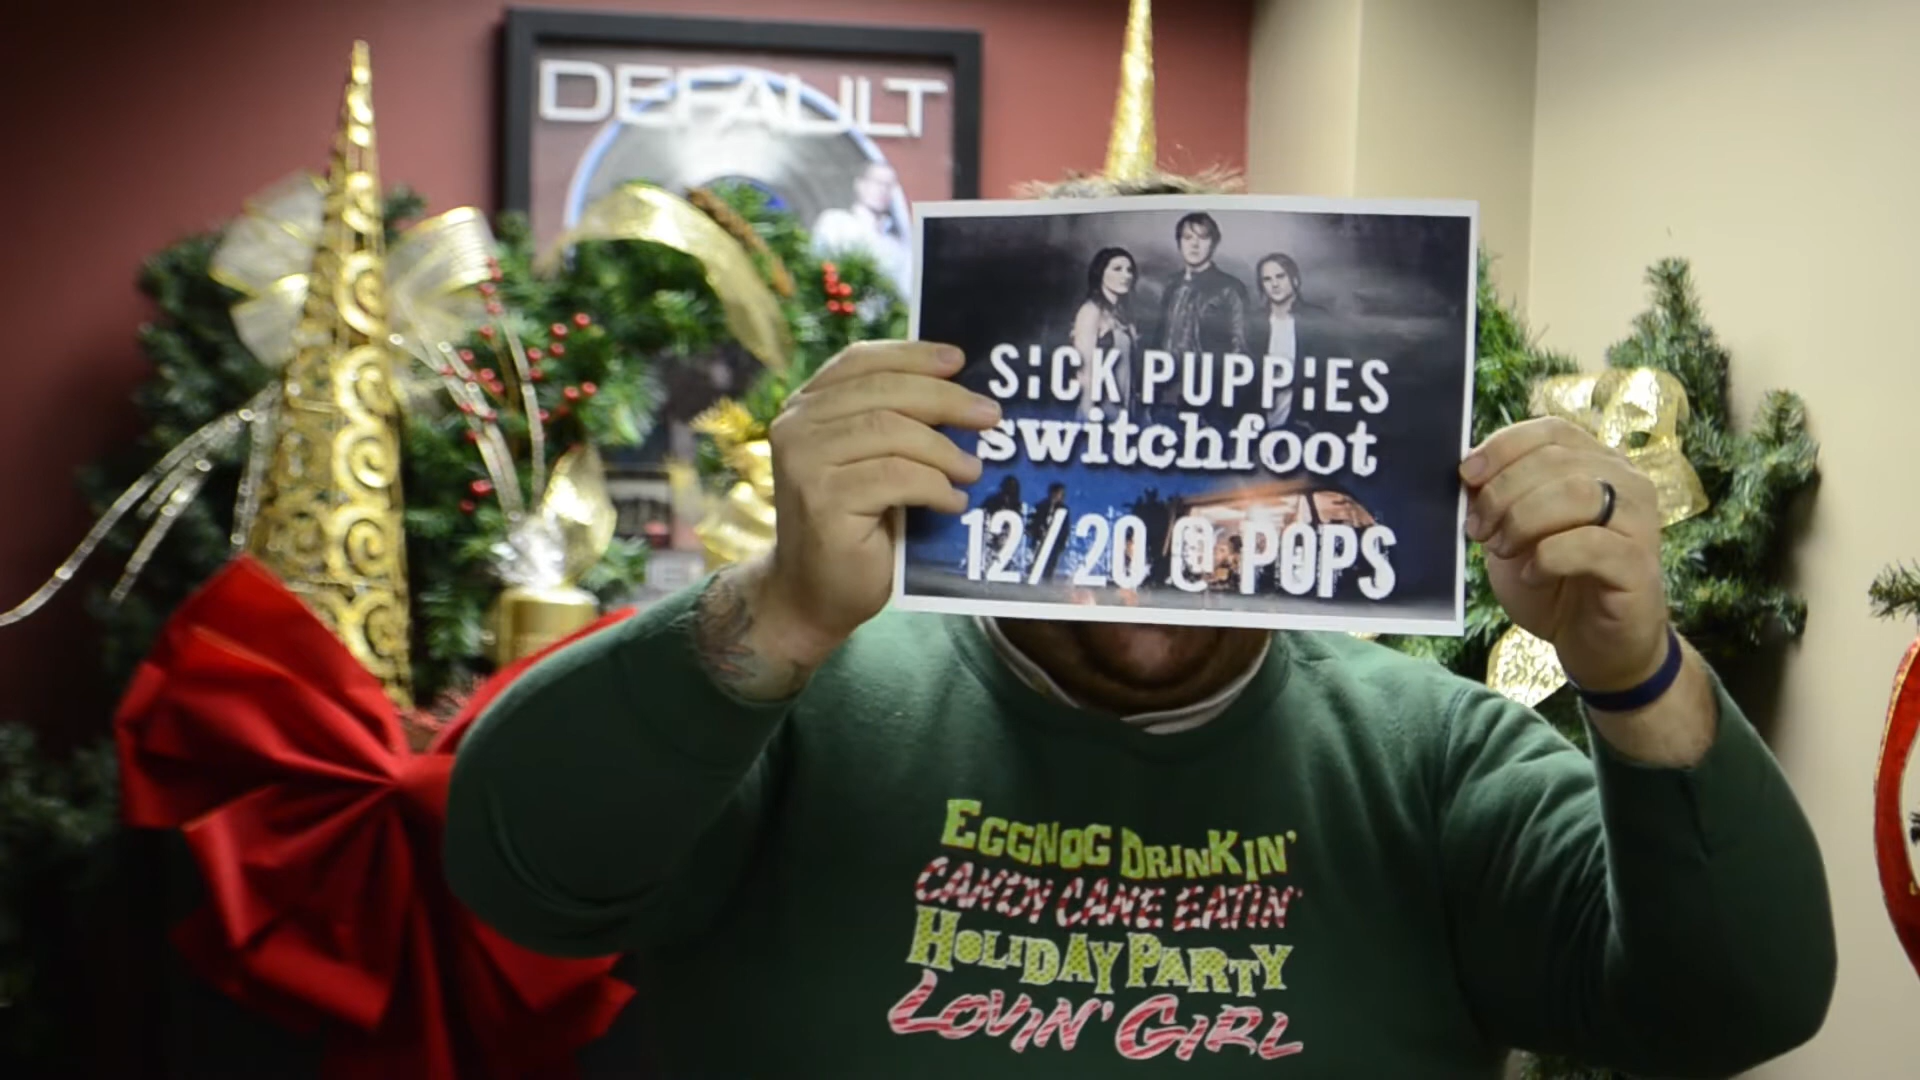 DEFAULT
SICK PUPPIES
switchfoot
12/20 @ POPS
EGGNOG DRINKIN'
CANDY CANE EATIN'
HOLIDAY PARTY
LOVIN' GIRL